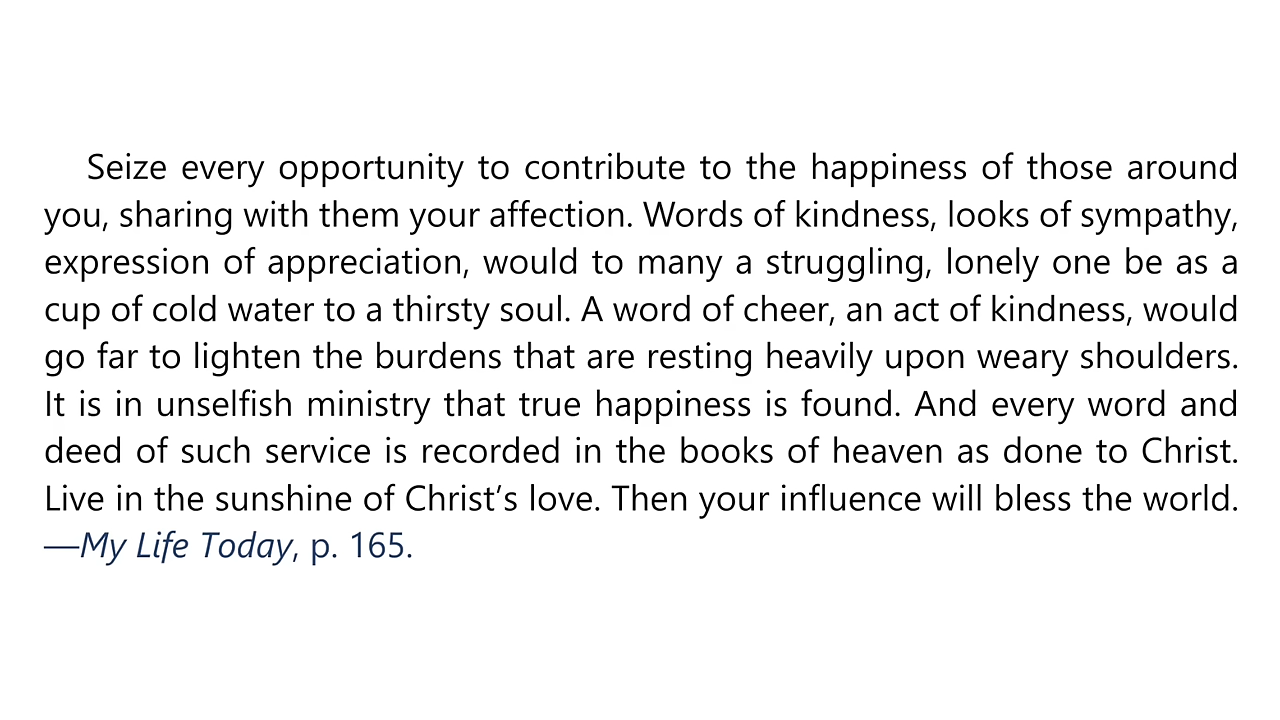 Seize every opportunity to contribute to the happiness of those around
you, sharing with them your affection. Words of kindness, looks of sympathy,
expression of appreciation, would to many a struggling, lonely one be as a
cup of cold water to a thirsty soul. A word of cheer, an act of kindness, would
go far to lighten the burdens that are resting heavily upon weary shoulders.
It is in unselfish ministry that true happiness is found. And every word and
deed of such service is recorded in the books of heaven as done to Christ.
Live in the sunshine of Christ’s love. Then your influence will bless the world.
—My Life Today, p. 165.